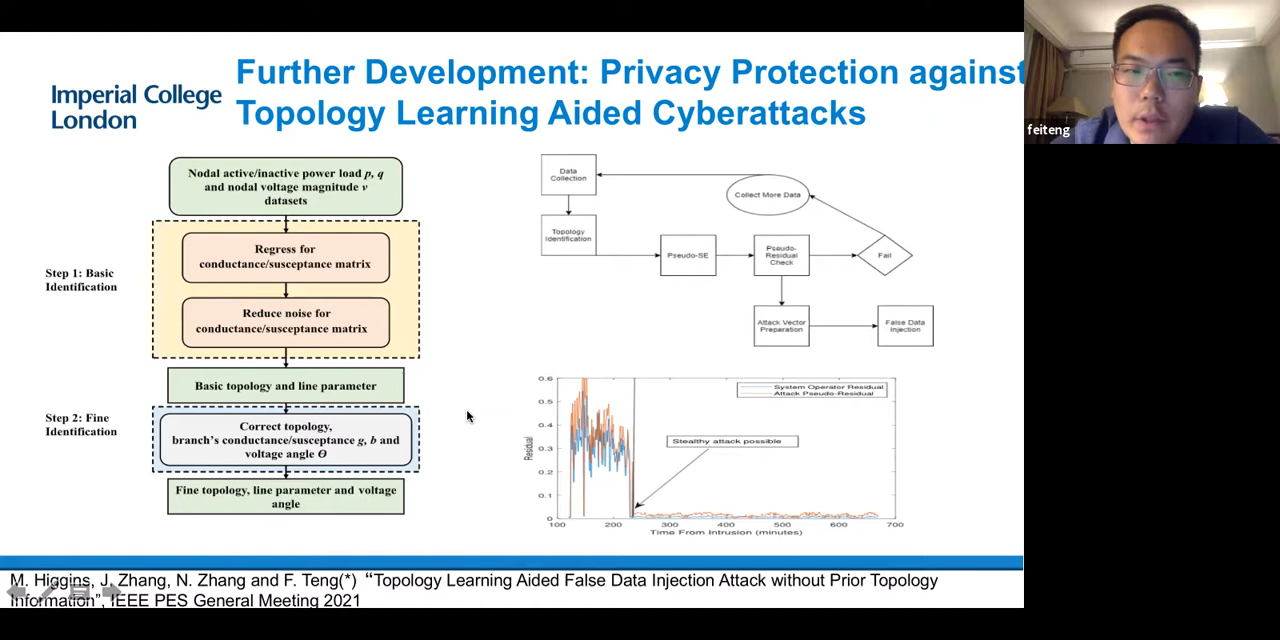 Further Development: Privacy Protection against
Topology Learning Aided Cyberattacks
Imperial College
London
feiteng
Nodal active/inactive power load p, q
and nodal voltage magnitude v
datasets
Step 1: Basic
Identification
Regress for
conductance/susceptance matrix
Reduce noise for
conductance/susceptance matrix
Basic topology and line parameter
Step 2: Fine
Identification
Correct topology,
branch's conductance/susceptance g, b and
voltage angle Θ
Fine topology, line parameter and voltage
angle
Data
Collection
Collect More Data
Topology
Identification
Pseudo-SE
Pseudo-
Residual
Check
Fail
Attack Vector
Preparation
False Data
Injection
System Operator Residual
Attack Pseudo-Residual
Stealthy attack possible
Residual
0.6
0.5
0.4
0.3
0.2
0.1
0
100 200 300 400 500 600 700
Time From Intrusion (minutes)
M. Higgins, J. Zhang, N. Zhang and F. Teng(*) “Topology Learning Aided False Data Injection Attack without Prior Topology
Information”, IEEE PES General Meeting 2021